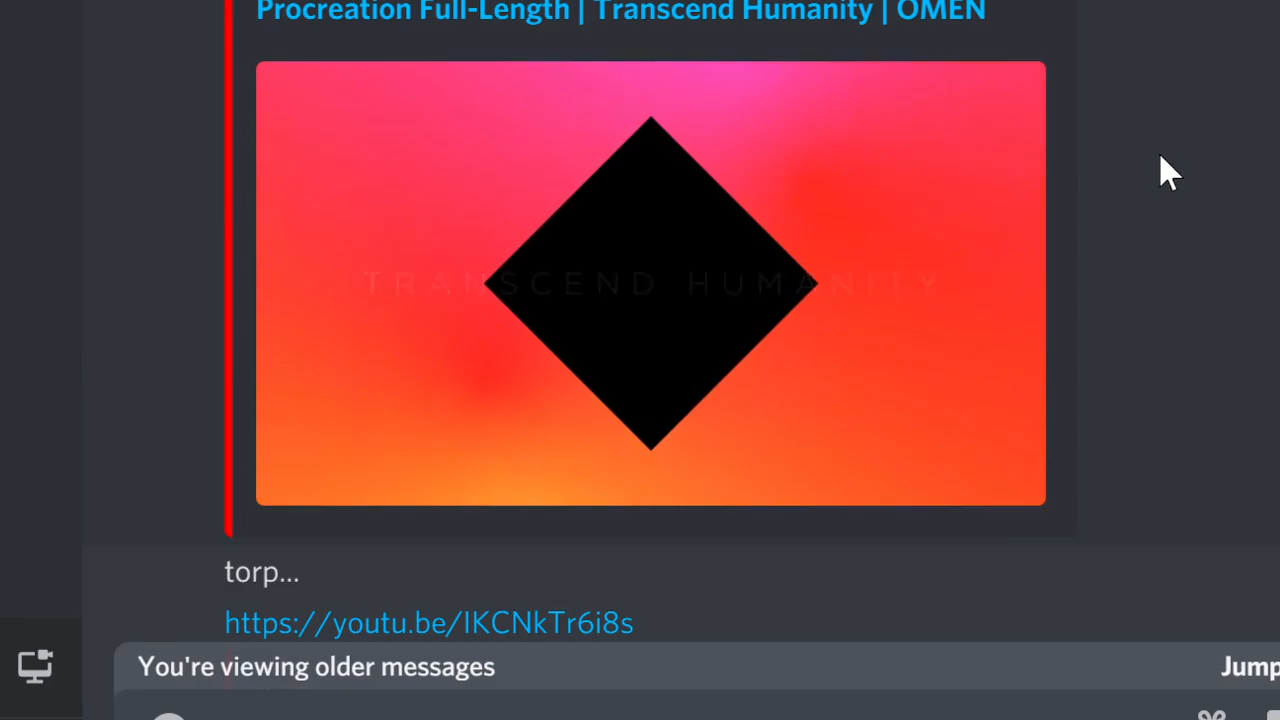 Procreation Full-Length | Transcend Humanity | OMEN
TRANSCEND HUMANITY
torp...
https://youtu.be/IKCNkTr6i8s
You're viewing older messages
Jump